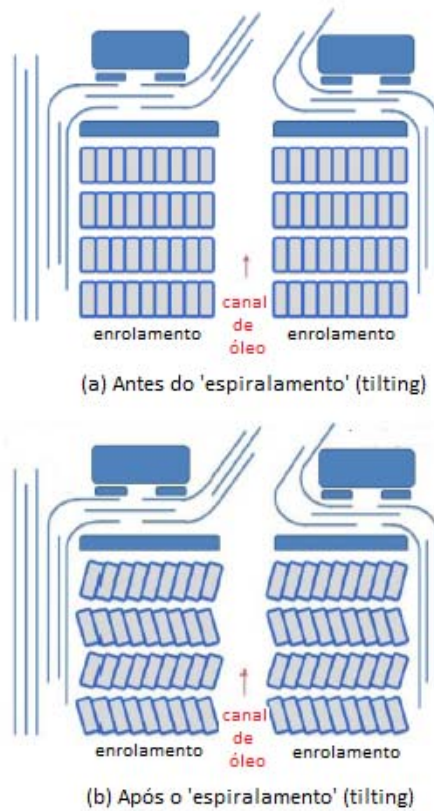 canal
de
óleo
enrolamento
enrolamento
(a) Antes do 'espiralamento' (tilting)
canal
de
óleo
enrolamento
enrolamento
(b) Após o 'espiralamento' (tilting)